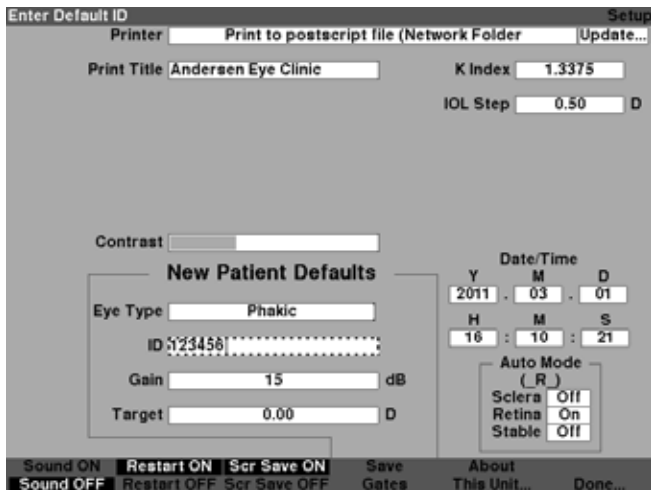 Enter Default ID Setup
Printer Print to postscript file (Network Folder Update...
Print Title Andersen Eye Clinic K Index 1.3375
IOL Step 0.50 D
Contrast
New Patient Defaults
Date/Time
Y M D
2011 . 03 . 01
Eye Type Phakic
H M S
16 : 10 : 21
ID 123456
Auto Mode
(_R_)
Gain 15 dB
Sclera Off
Retina On
Target 0.00 D
Stable Off
Sound ON Restart ON Scr Save ON Save About
Sound OFF Restart OFF Scr Save OFF Gates This Unit... Done...